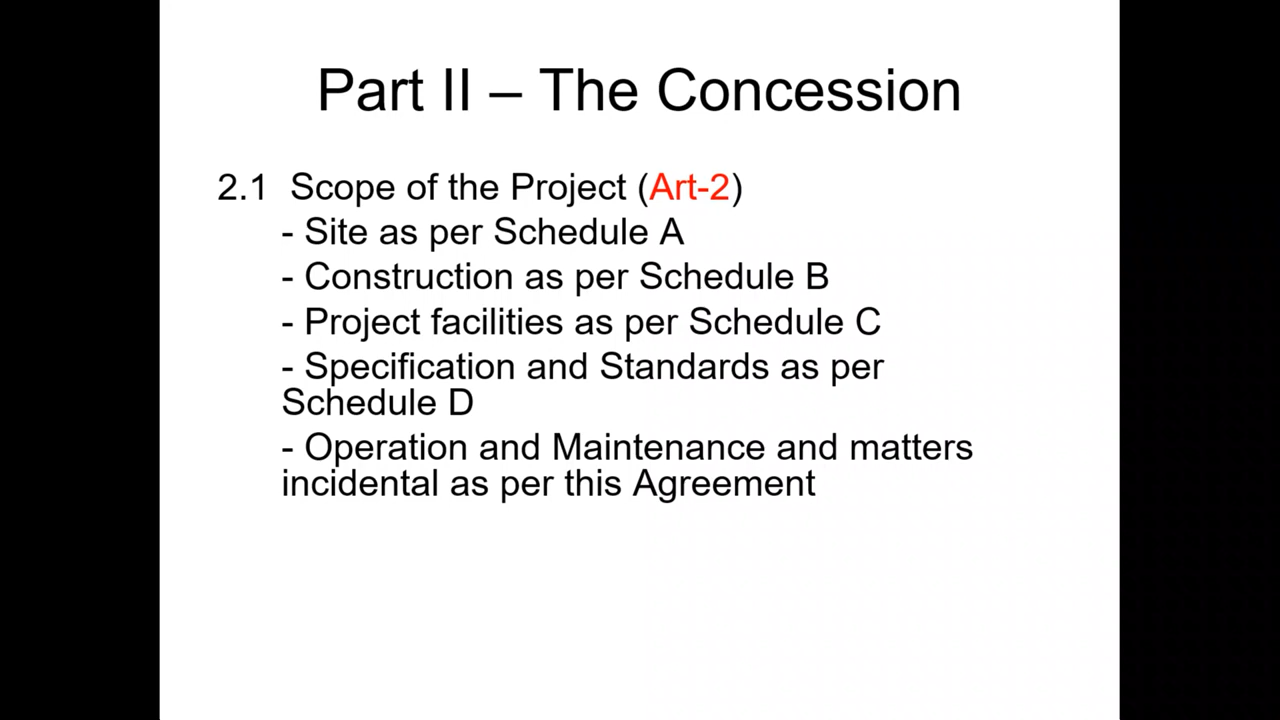 Part II – The Concession
2.1 Scope of the Project (Art-2)
- Site as per Schedule A
- Construction as per Schedule B
- Project facilities as per Schedule C
- Specification and Standards as per
Schedule D
- Operation and Maintenance and matters
incidental as per this Agreement